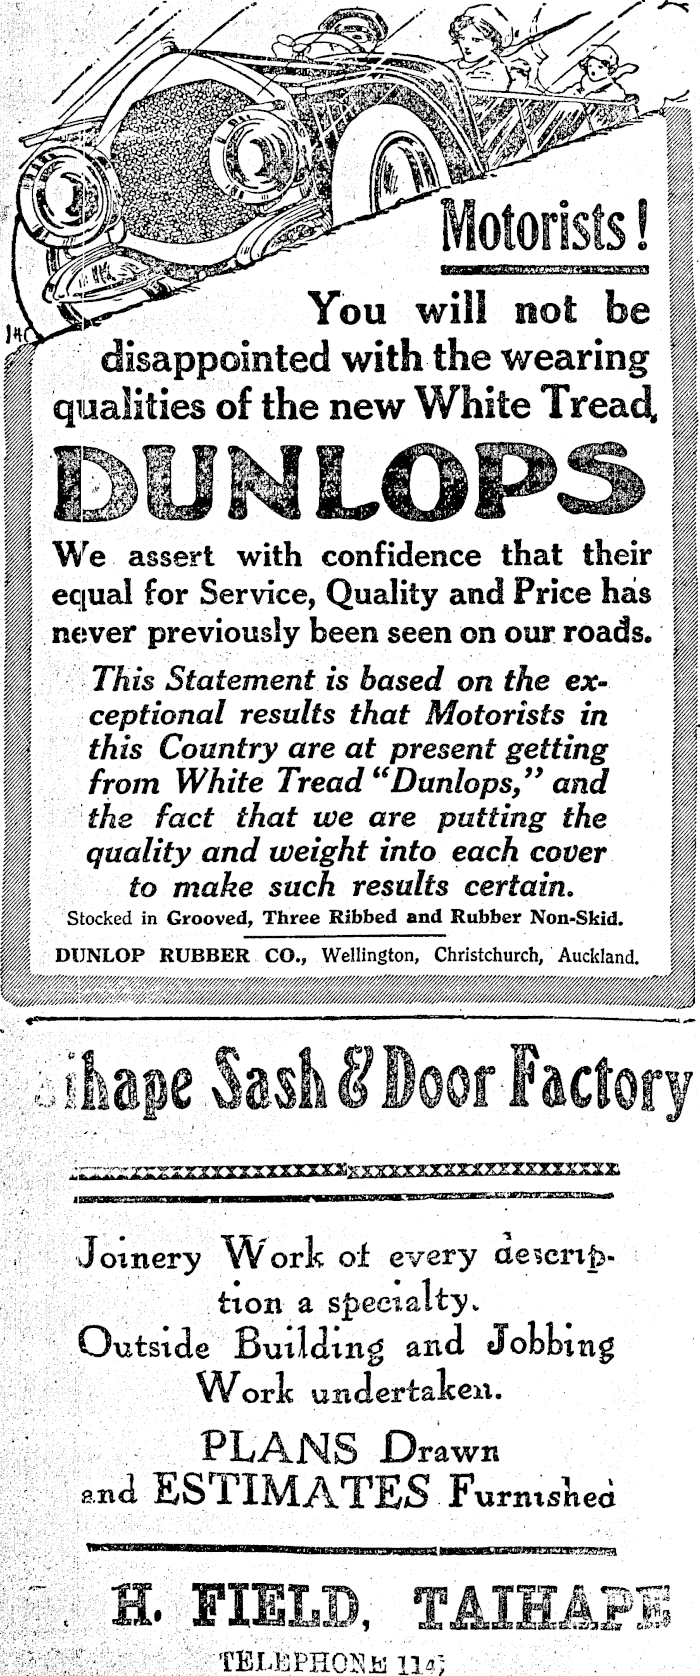 Motorists!
You will not be
disappointed with the wearing
qualities of the new White Tread,
DUNLOPS
We assert with confidence that their
equal for Service, Quality and Price has
never previously been seen on our roads.
This Statement is based on the ex-
ceptional results that Motorists in
this Country are at present getting
from White Tread "Dunlops," and
the fact that we are putting the
quality and weight into each cover
to make such results certain.
Stocked in Grooved, Three Ribbed and Rubber Non-Skid.
DUNLOP RUBBER CO., Wellington, Christchurch, Auckland.
aihape Sash & Door Factory
Joinery Work of every descrip-
tion a specialty.
Outside Building and Jobbing
Work undertaken.
PLANS Drawn
and ESTIMATES Furnished
H. FIELD, TAIHAPE
TELEPHONE